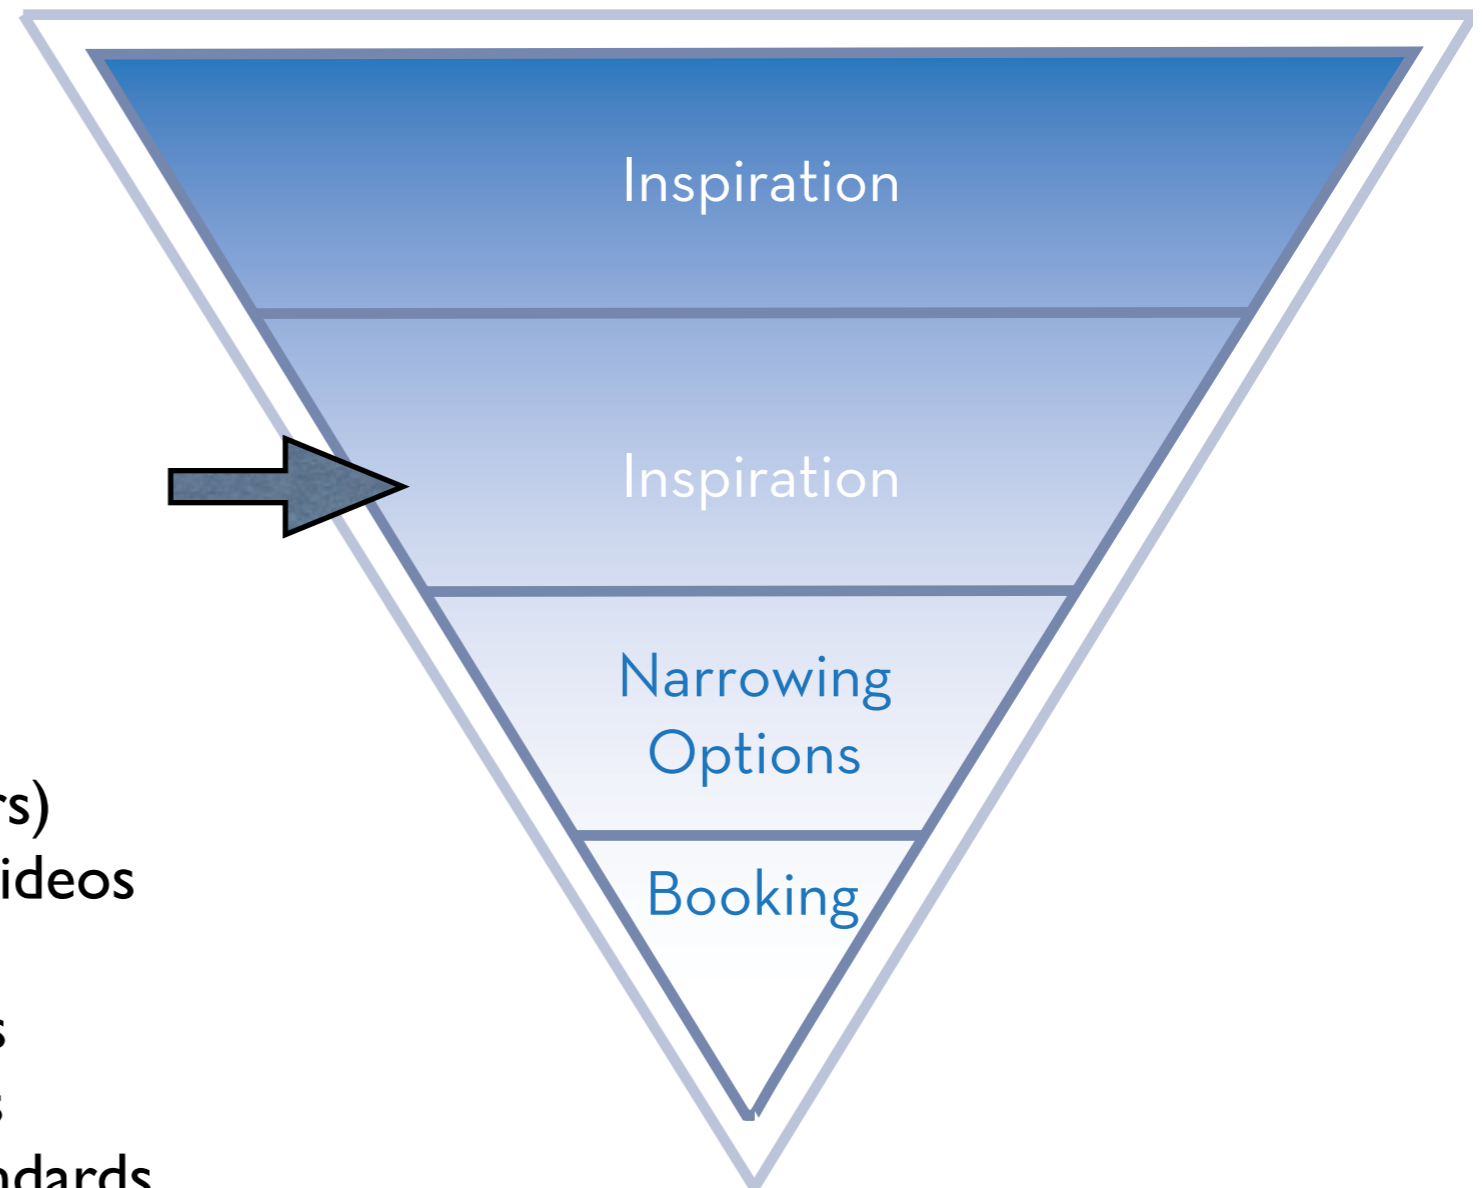 Inspiration
Inspiration
Narrowing
Options
Booking
rs)
ideos
s
s
ndards